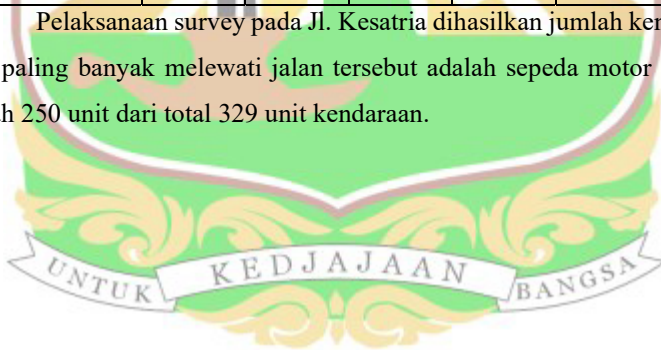 Pelaksanaan survey pada Jl. Kesatria dihasilkan jumlah
paling banyak melewati jalan tersebut adalah sepeda motor
250 unit dari total 329 unit kendaraan.
UNTUK KEDJAJAAN BANGSA